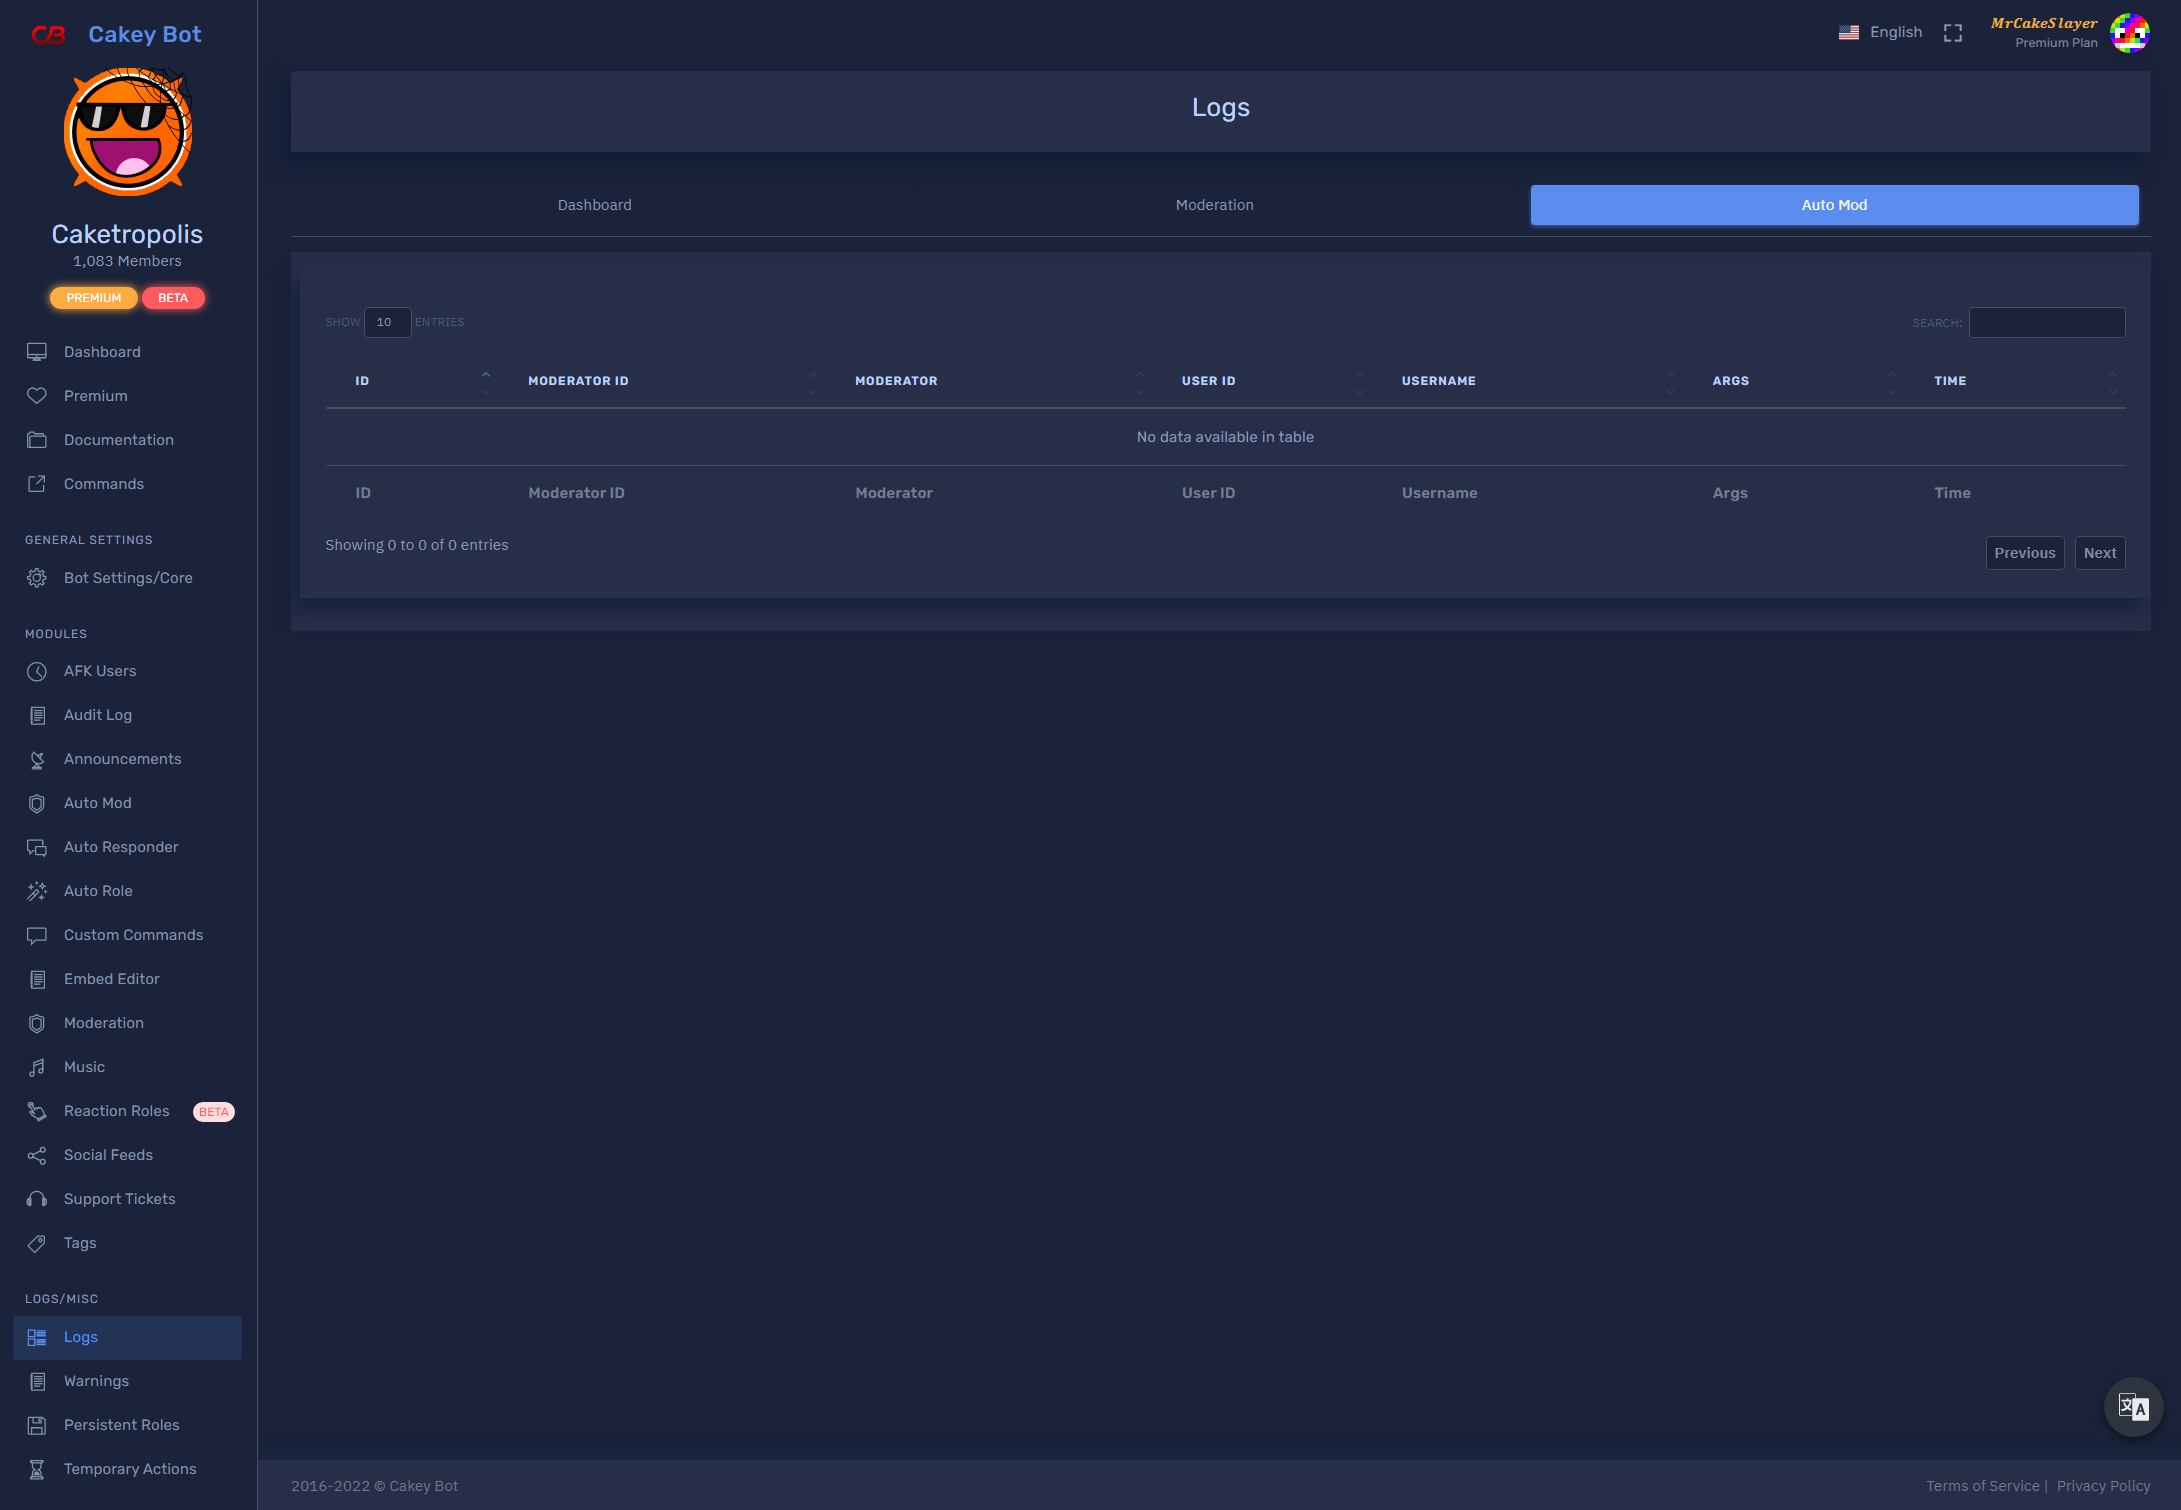 CB Cakey Bot
Caketropolis
1,083 Members
PREMIUM BETA
Dashboard
Premium
Documentation
Commands
GENERAL SETTINGS
Bot Settings/Core
MODULES
AFK Users
Audit Log
Announcements
Auto Mod
Auto Responder
Auto Role
Custom Commands
Embed Editor
Moderation
Music
Reaction Roles BETA
Social Feeds
Support Tickets
Tags
LOGS/MISC
Logs
Warnings
Persistent Roles
Temporary Actions
English
MrCakeSlayer
Premium Plan
Logs
Dashboard Moderation Auto Mod
SHOW 10 ENTRIES SEARCH:
ID MODERATOR ID MODERATOR USER ID USERNAME ARGS TIME
No data available in table
ID Moderator ID Moderator User ID Username Args Time
Showing 0 to 0 of 0 entries
Previous Next
文A
2016-2022 © Cakey Bot
Terms of Service | Privacy Policy